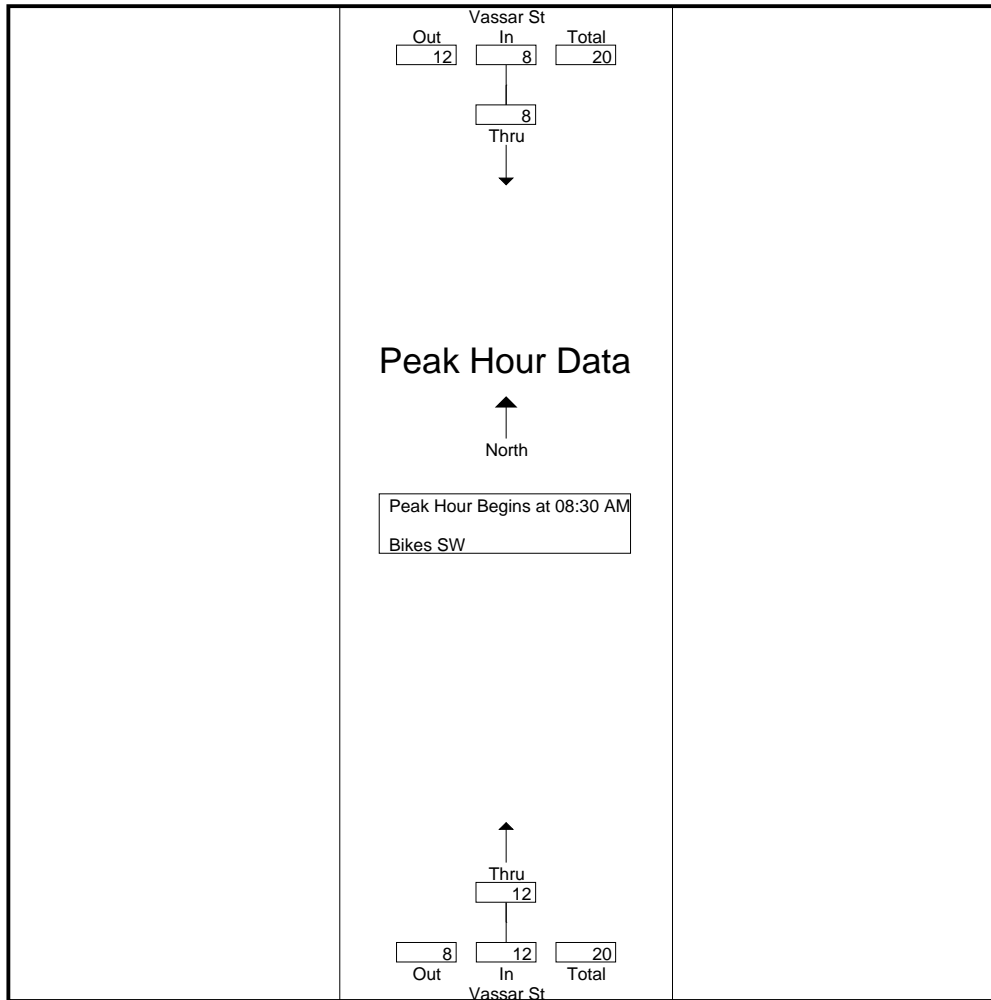 Vassar St
Out In Total
12 8 20
8
Thru
Peak Hour Data
North
Peak Hour Begins at 08:30 AM
Bikes SW
Thru
12
8 12 20
Out In Total
Vassar St